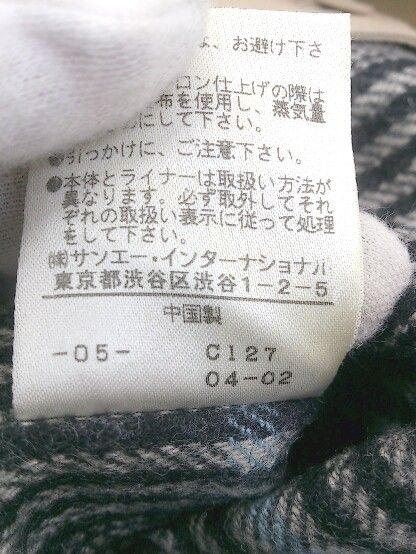 、お避け下さ
ロン仕上げの際は
布を使用し、蒸気量
にして下さい。
●引っかけに、ご注意下さい。
●本体とライナーは取扱い方法が
異なります。必ず取外してそれ
ぞれの取扱い表示に従って処理
をして下さい。
㈱サンエー・インターナショナル
東京都渋谷区渋谷1-2-5
中国製
-05- C127
04-02